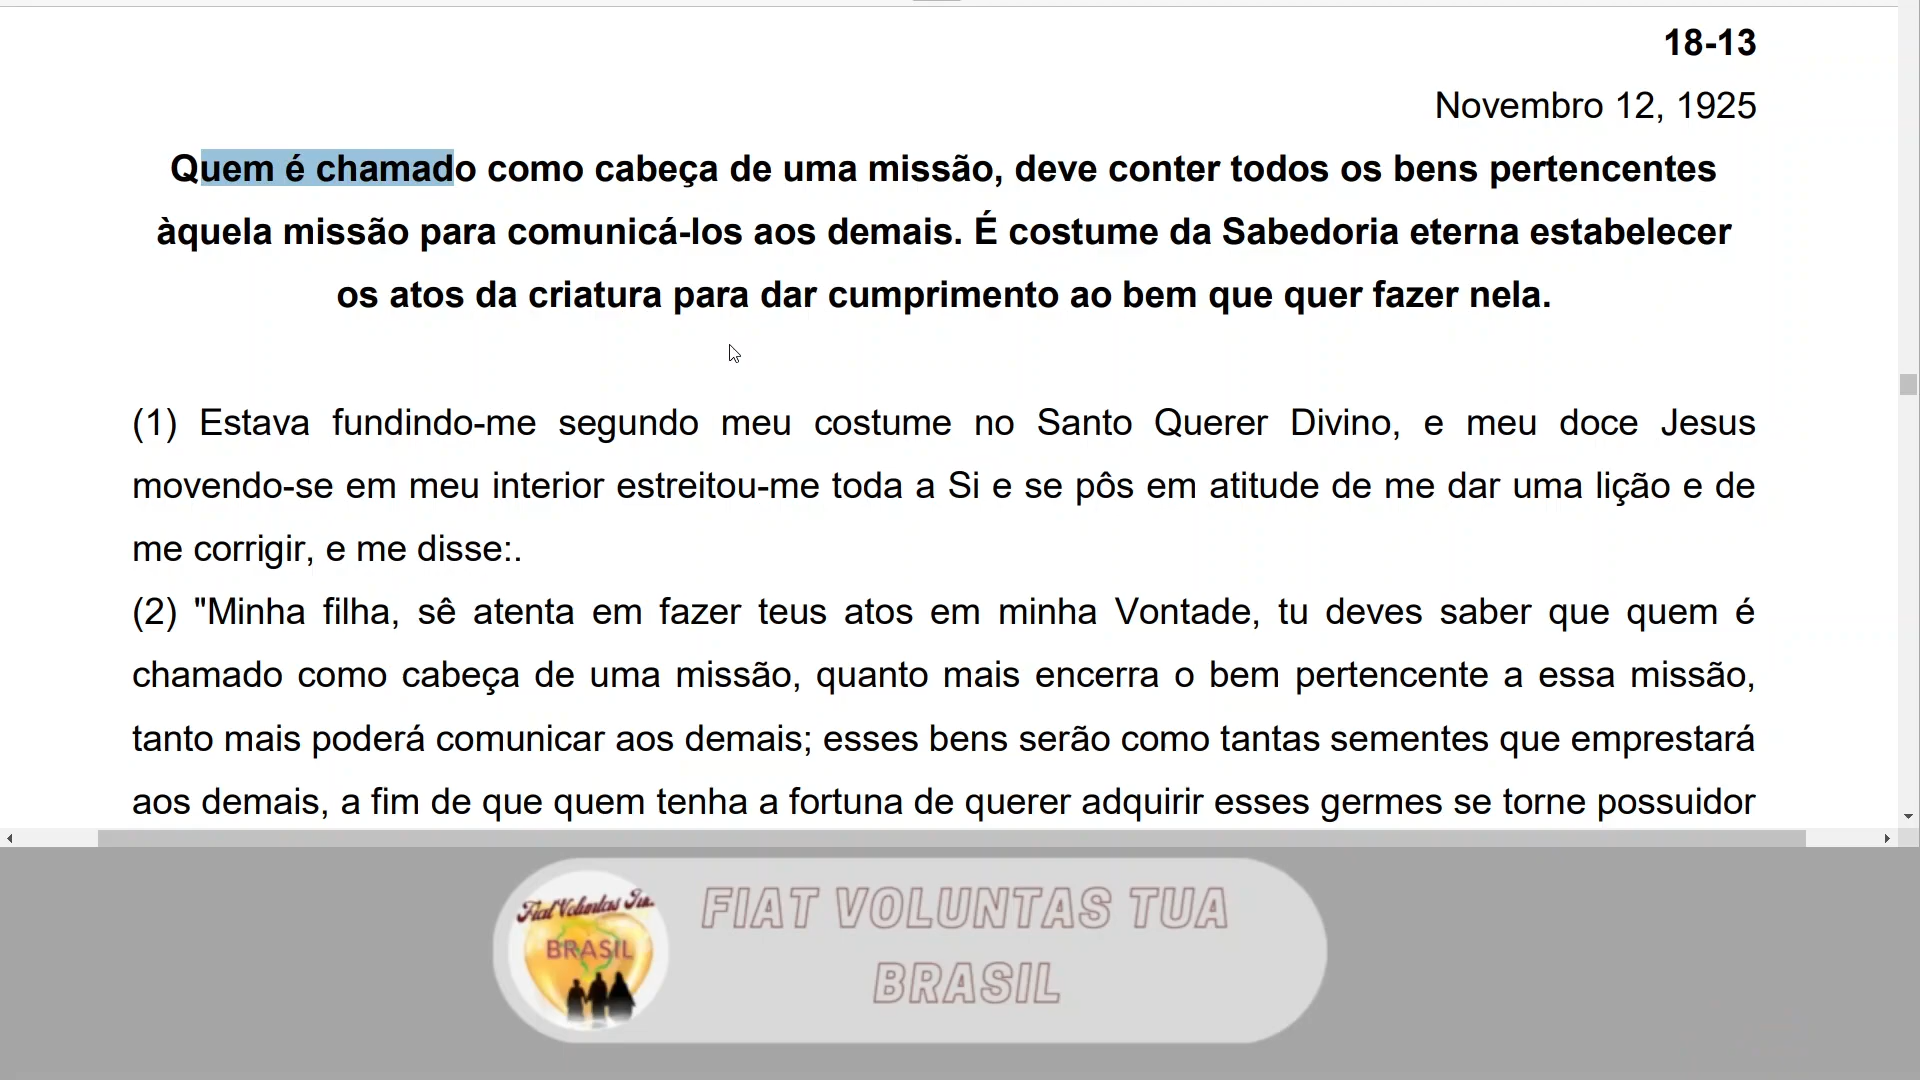 18-13
Novembro 12, 1925
Quem é chamado como cabeça de uma missão, deve conter todos os bens pertencentes
àquela missão para comunicá-los aos demais. É costume da Sabedoria eterna estabelecer
os atos da criatura para dar cumprimento ao bem que quer fazer nela.
(1) Estava fundindo-me segundo meu costume no Santo Querer Divino, e meu doce Jesus
movendo-se em meu interior estreitou-me toda a Si e se pôs em atitude de me dar uma lição e de
me corrigir, e me disse:.
(2) "Minha filha, sê atenta em fazer teus atos em minha Vontade, tu deves saber que quem é
chamado como cabeça de uma missão, quanto mais encerra o bem pertencente a essa missão,
tanto mais poderá comunicar aos demais; esses bens serão como tantas sementes que emprestará
aos demais, a fim de que quem tenha a fortuna de querer adquirir esses germes se torne possuidor
Fiat Voluntas
BRASIL
FIAT VOLUNTAS TUA
BRASIL